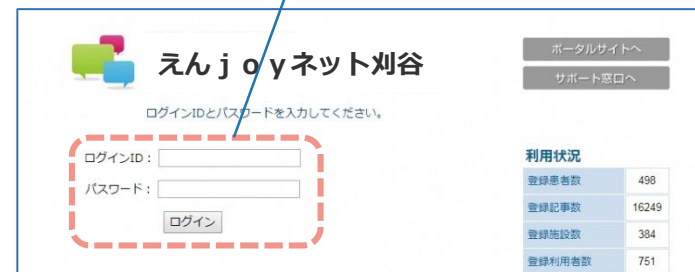 えんｊｏｙネット刈谷
ログインIDとパスワードを入力してください。
ログインID：
パスワード：
ログイン
ポータルサイトへ
サポート窓口へ
利用状況
登録患者数 498
登録記事数 16249
登録施設数 384
登録利用者数 751